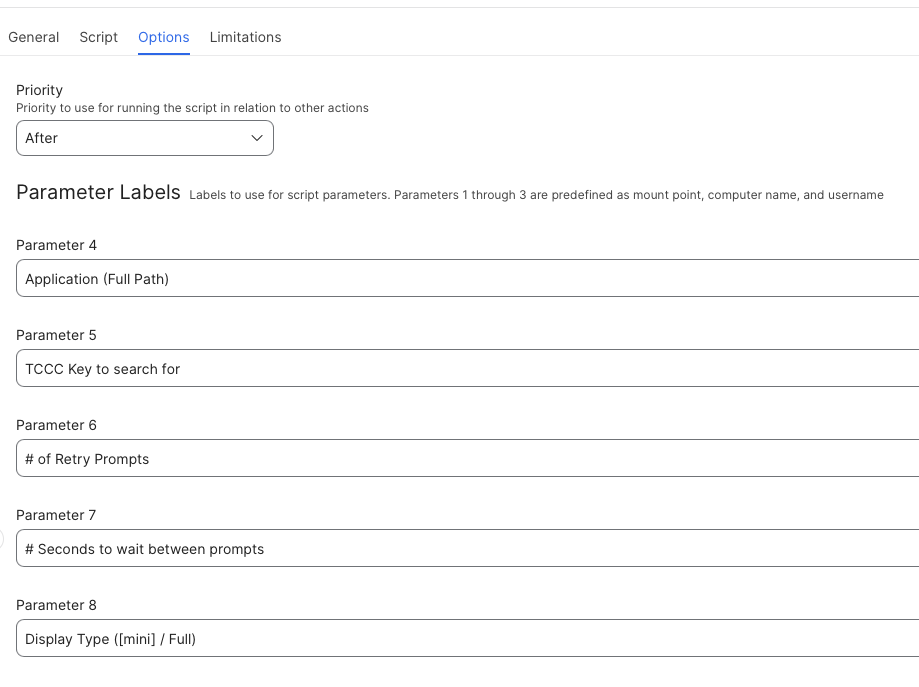 General Script Options Limitations
Priority
Priority to use for running the script in relation to other actions
After
Parameter Labels Labels to use for script parameters. Parameters 1 through 3 are predefined as mount point, computer name, and username
Parameter 4
Application (Full Path)
Parameter 5
TCCC Key to search for
Parameter 6
# of Retry Prompts
Parameter 7
# Seconds to wait between prompts
Parameter 8
Display Type ([mini] / Full)